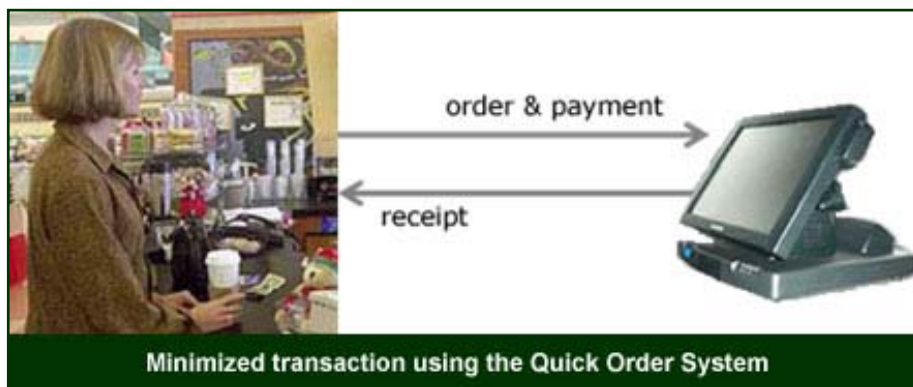 order & payment
receipt
Minimized transaction using the Quick Order System